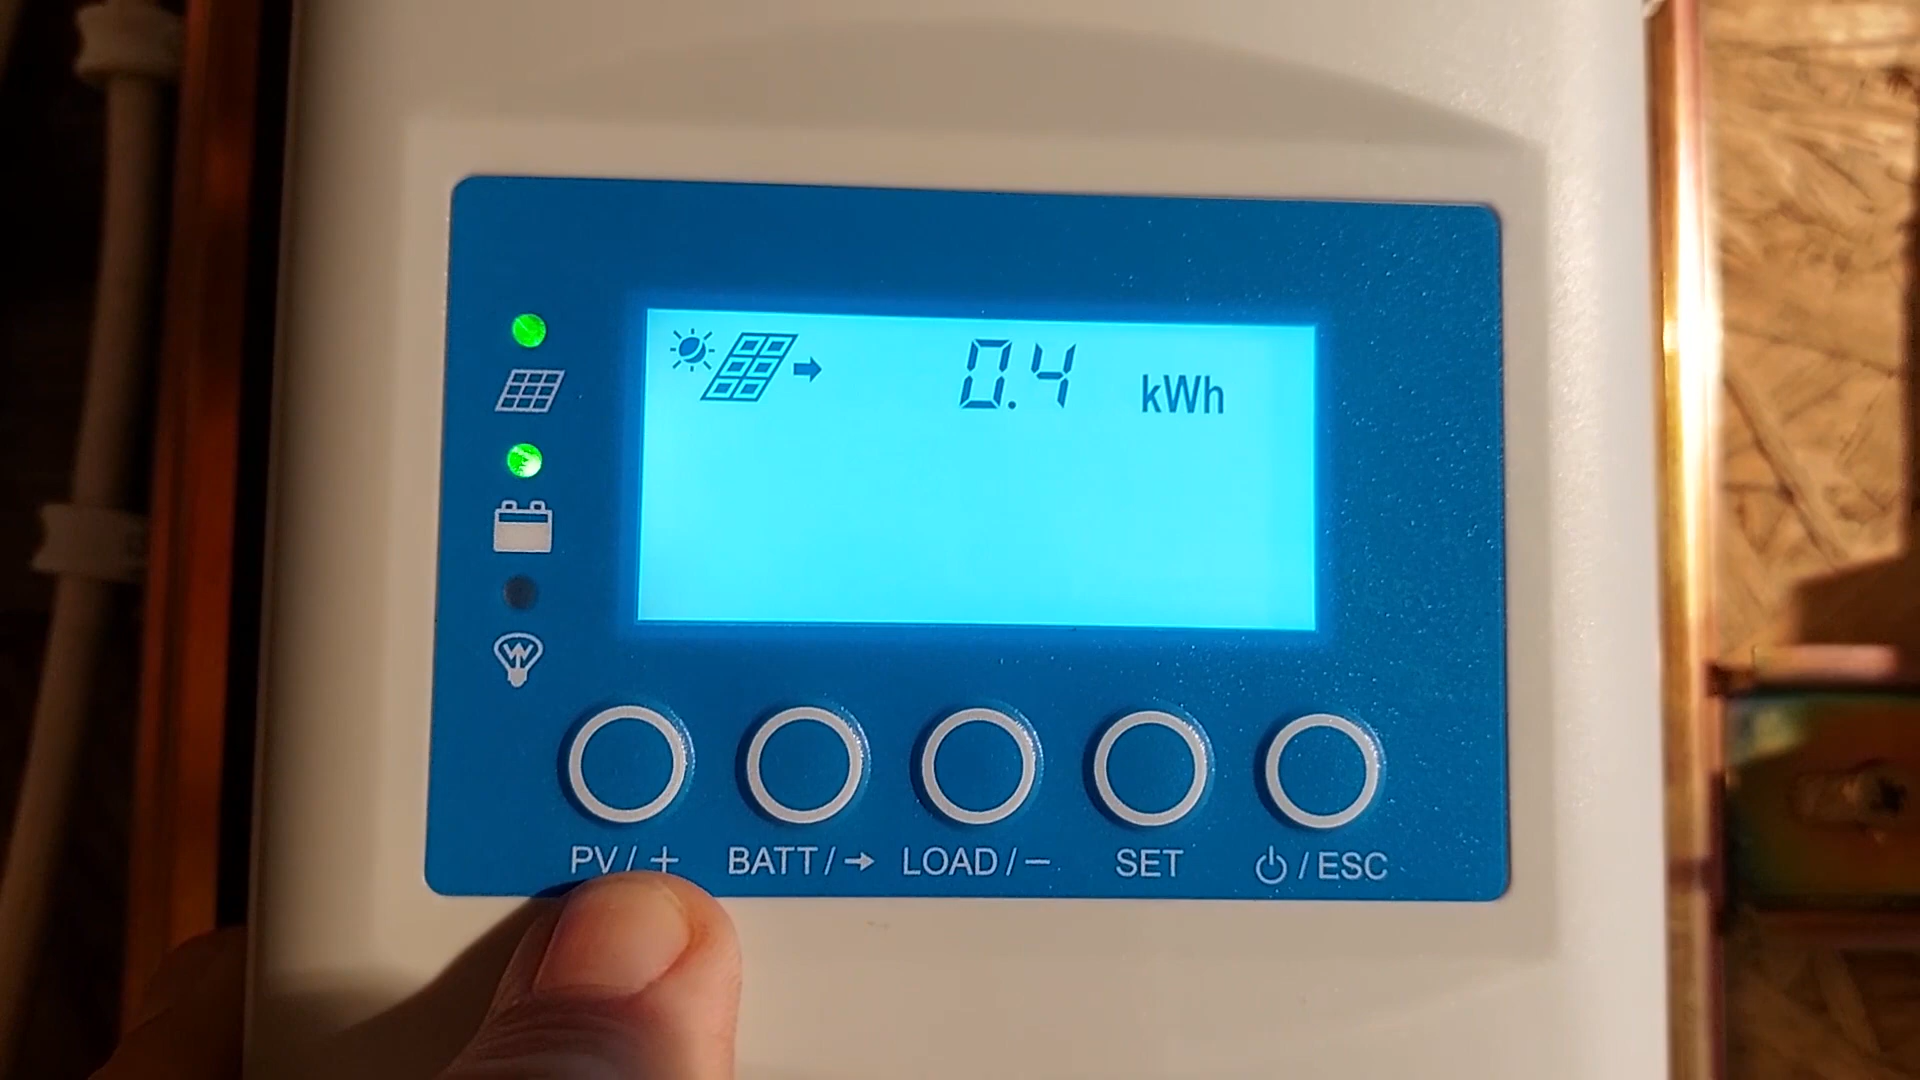 0.4 kWh
PV / + BATT / → LOAD / − SET ⏻ / ESC